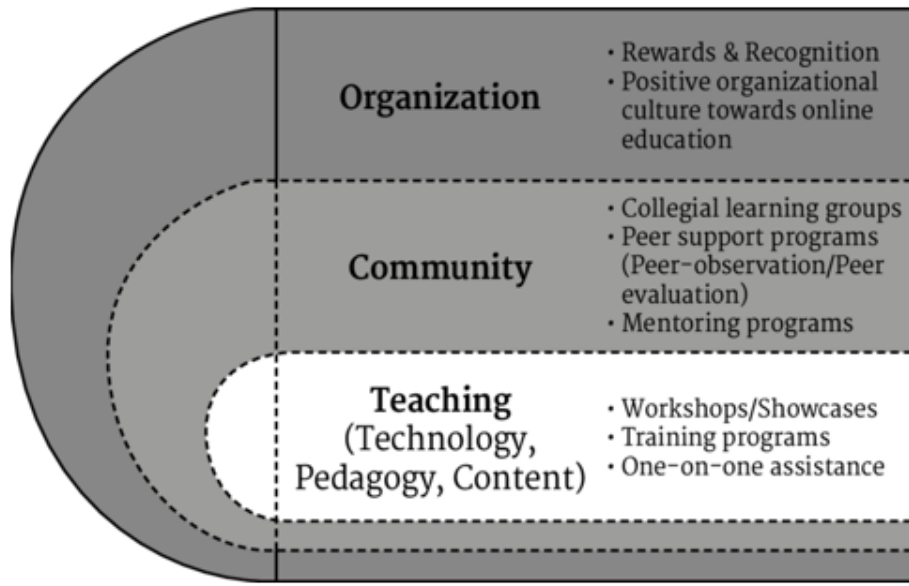 Organization
• Rewards & Recognition
• Positive organizational
culture towards online
education
Community
• Collegial learning groups
• Peer support programs
(Peer-observation/Peer
evaluation)
• Mentoring programs
Teaching
(Technology,
Pedagogy, Content)
• Workshops/Showcases
• Training programs
• One-on-one assistance